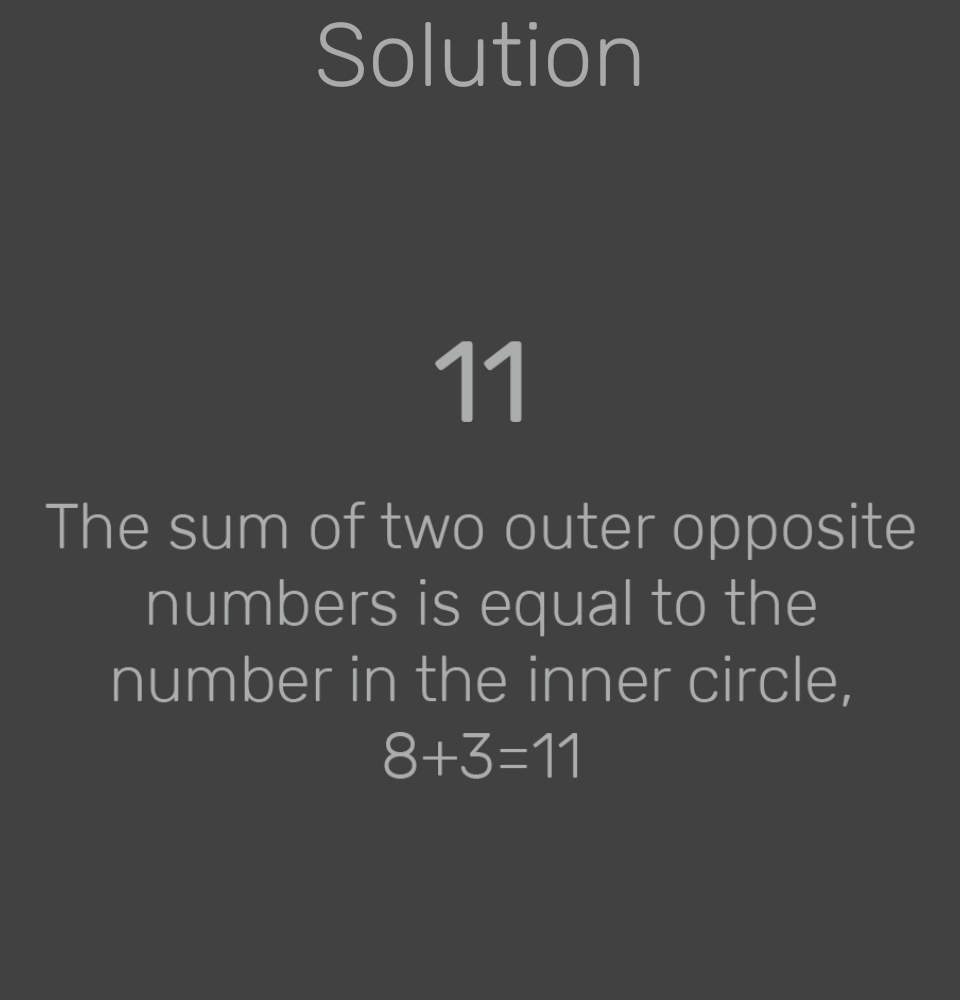 Solution
11
The sum of two outer opposite
numbers is equal to the
number in the inner circle,
8+3=11